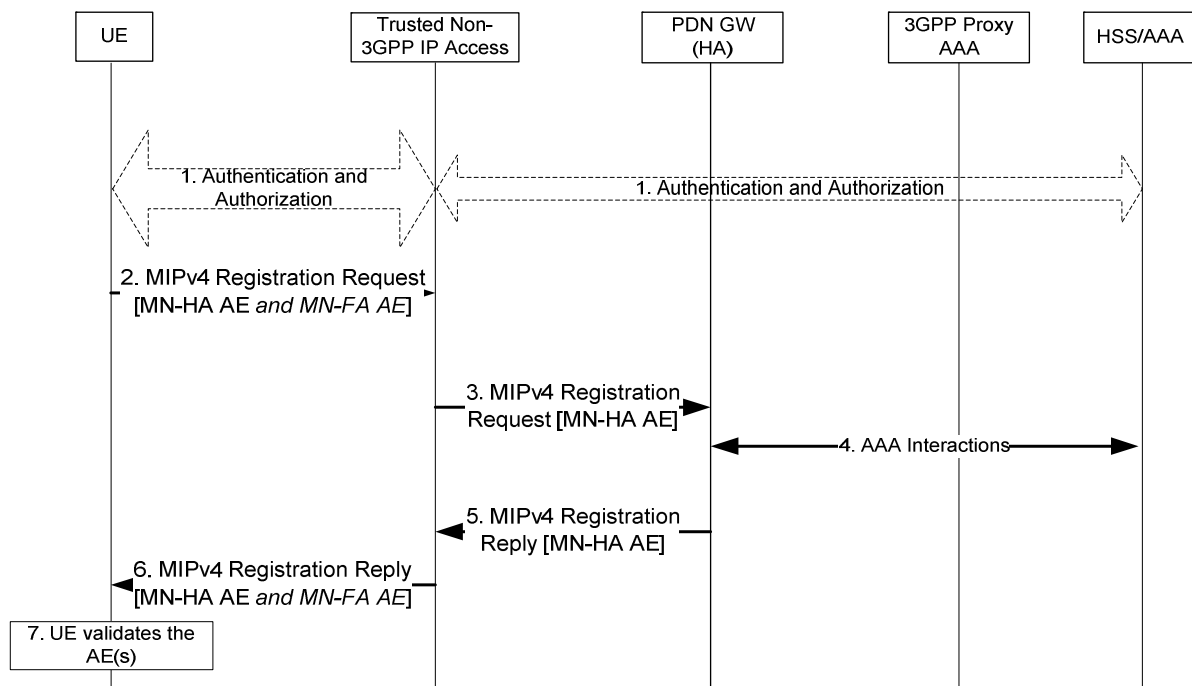 UE
Trusted Non-
3GPP IP Access
PDN GW
(HA)
3GPP Proxy
AAA
HSS/AAA
1. Authentication and
Authorization
1. Authentication and Authorization
2. MIPv4 Registration Request
[MN-HA AE and MN-FA AE]
3. MIPv4 Registration
Request [MN-HA AE]
4. AAA Interactions
5. MIPv4 Registration
Reply [MN-HA AE]
6. MIPv4 Registration Reply
[MN-HA AE and MN-FA AE]
7. UE validates the
AE(s)